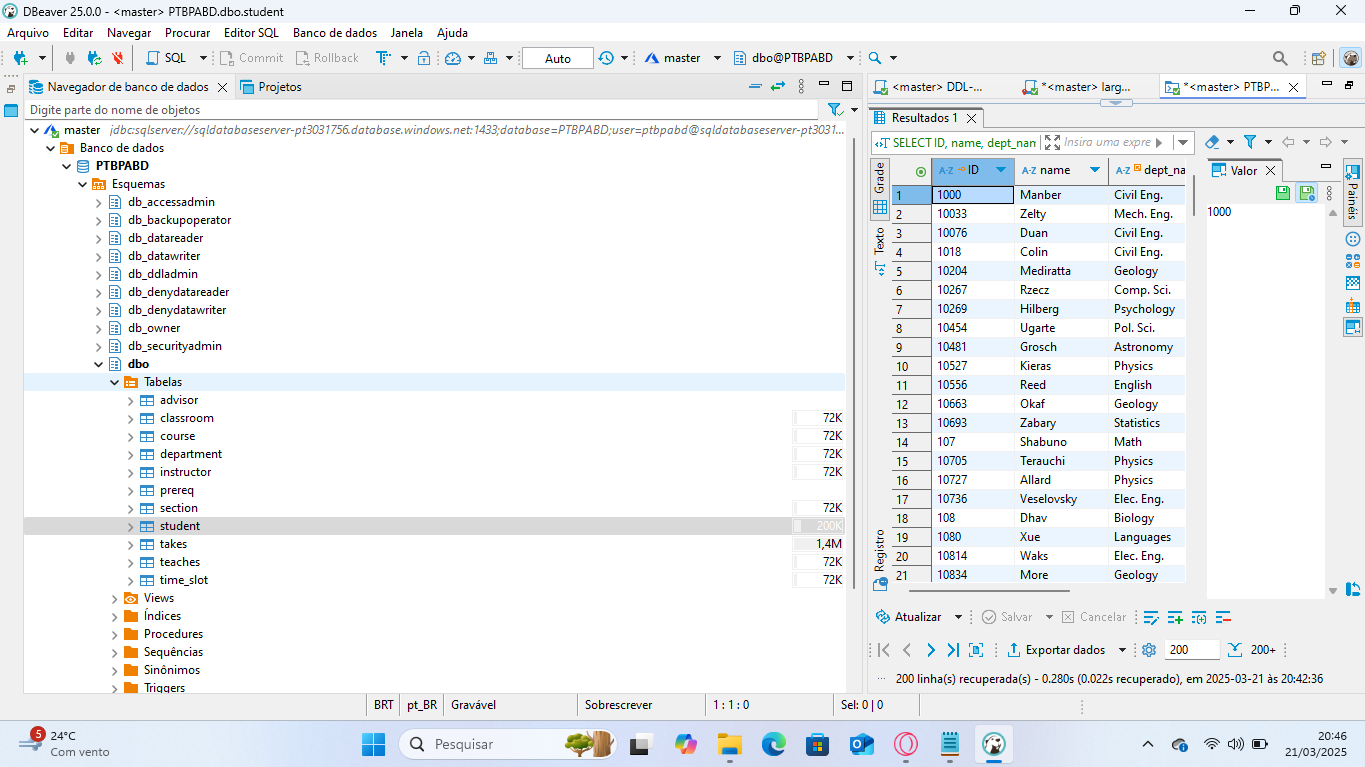 DBeaver 25.0.0 - <master> PTBPABD.dbo.student
Arquivo Editar Navegar Procurar Editor SQL Banco de dados Janela Ajuda
SQL Commit Rollback Auto master dbo@PTBPABD
Navegador de banco de dados Projetos
Digite parte do nome de objetos
master jdbc:sqlserver://sqldatabaseserver-pt3031756.database.windows.net:1433;database=PTBPABD;user=ptbpabd@sqldatabaseserver-pt3031...
Banco de dados
PTBPABD
Esquemas
db_accessadmin
db_backupoperator
db_datareader
db_datawriter
db_ddladmin
db_denydatareader
db_denydatawriter
db_owner
db_securityadmin
dbo
Tabelas
advisor
classroom 72K
course 72K
department 72K
instructor 72K
prereq
section 72K
student 200K
takes 1,4M
teaches 72K
time_slot 72K
Views
Índices
Procedures
Sequências
Sinônimos
Triggers
<master> DDL-... *<master> larg... *<master> PTBP...
Resultados 1
SELECT ID, name, dept_nam Insira uma expre
Grade
Texto
Registro
A-Z ID A-Z name A-Z dept_na
1 1000 Manber Civil Eng.
2 10033 Zelty Mech. Eng.
3 10076 Duan Civil Eng.
4 1018 Colin Civil Eng.
5 10204 Mediratta Geology
6 10267 Rzecz Comp. Sci.
7 10269 Hilberg Psychology
8 10454 Ugarte Pol. Sci.
9 10481 Grosch Astronomy
10 10527 Kieras Physics
11 10556 Reed English
12 10663 Okaf Geology
13 10693 Zabary Statistics
14 107 Shabuno Math
15 10705 Terauchi Physics
16 10727 Allard Physics
17 10736 Veselovsky Elec. Eng.
18 108 Dhav Biology
19 1080 Xue Languages
20 10814 Waks Elec. Eng.
21 10834 More Geology
Valor
1000
Painéis
Atualizar Salvar Cancelar
Exportar dados 200 200+
200 linha(s) recuperada(s) - 0.280s (0.022s recuperado), em 2025-03-21 às 20:42:36
BRT pt_BR Gravável Sobrescrever 1 : 1 : 0 Sel: 0 | 0
5
24°C
Com vento
Pesquisar
20:46
21/03/2025